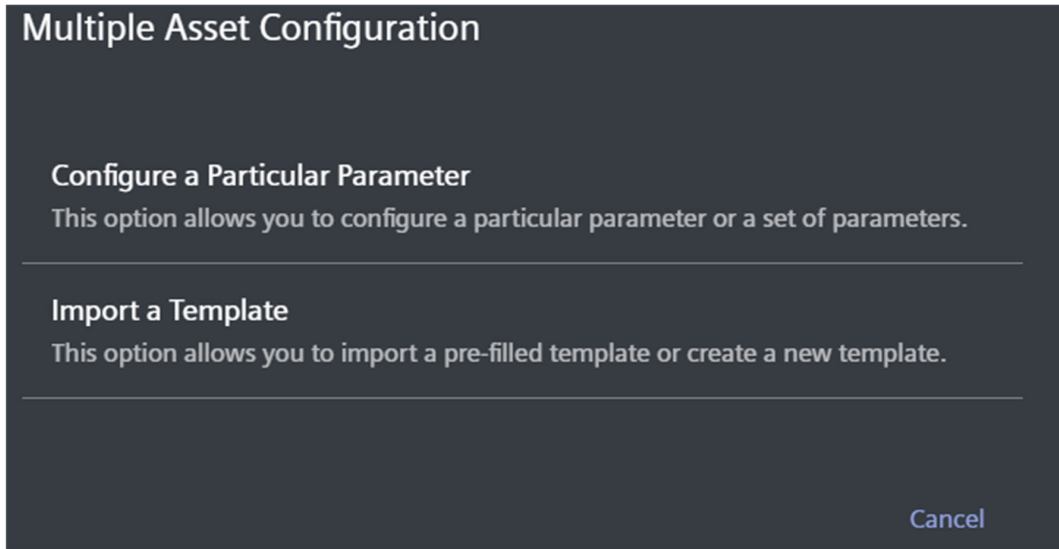 Multiple Asset Configuration
Configure a Particular Parameter
This option allows you to configure a particular parameter or a set of parameters.
Import a Template
This option allows you to import a pre-filled template or create a new template.
Cancel